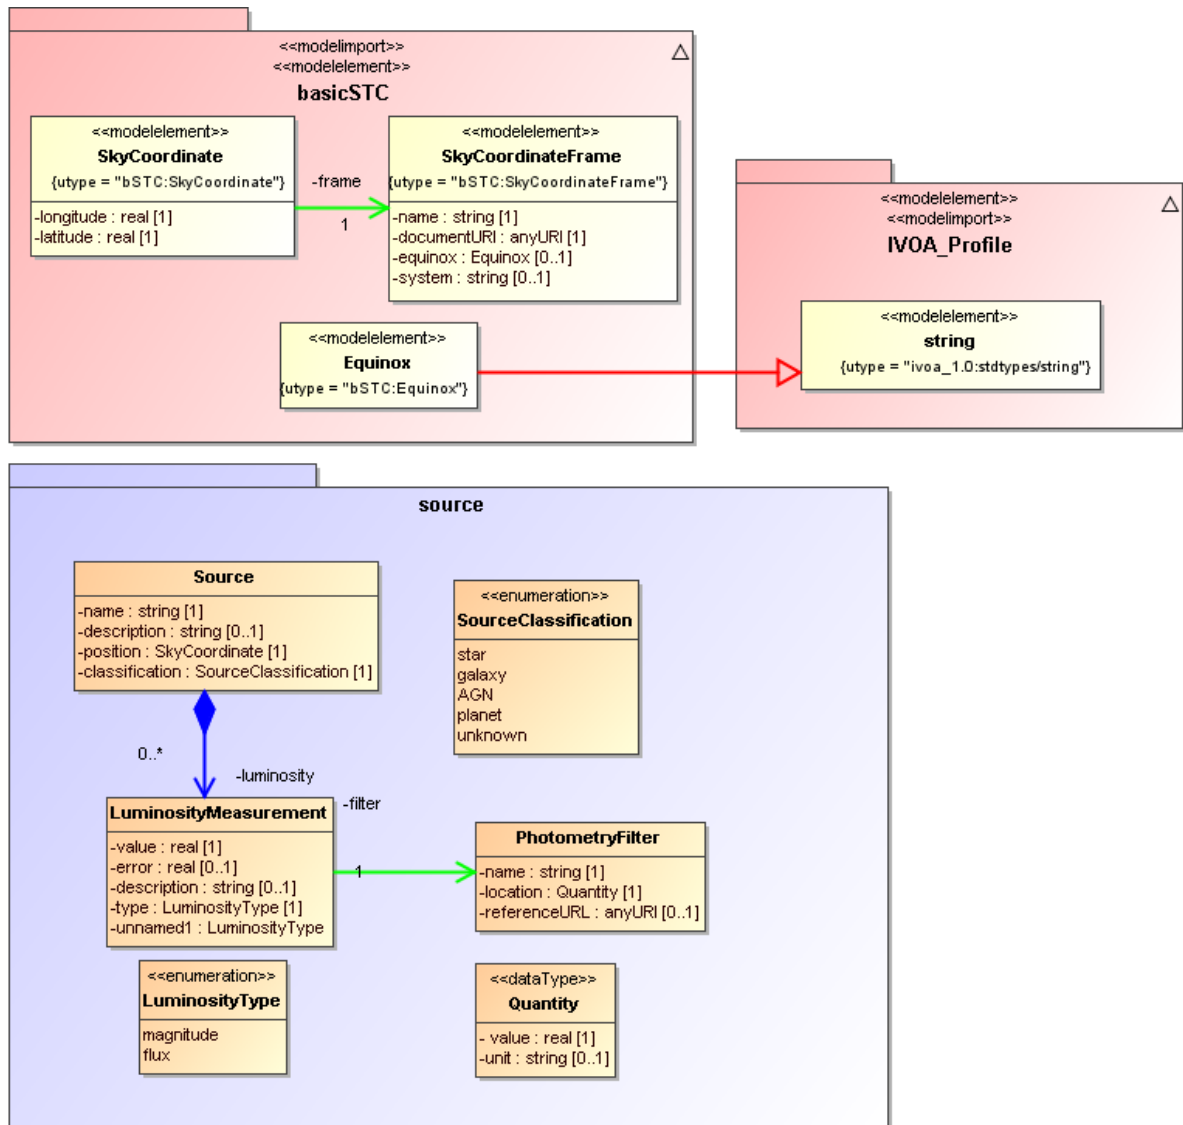 <<modelimport>>
<<modelelement>>
basicSTC
<<modelelement>>
SkyCoordinate
{utype = "bSTC:SkyCoordinate"}
-longitude : real [1]
-latitude : real [1]
-frame
1
<<modelelement>>
SkyCoordinateFrame
{utype = "bSTC:SkyCoordinateFrame"}
-name : string [1]
-documentURI : anyURI [1]
-equinox : Equinox [0..1]
-system : string [0..1]
<<modelelement>>
Equinox
{utype = "bSTC:Equinox"}
<<modelelement>>
<<modelimport>>
IVOA_Profile
<<modelelement>>
string
{utype = "ivoa_1.0:stdtypes/string"}
source
Source
-name : string [1]
-description : string [0..1]
-position : SkyCoordinate [1]
-classification : SourceClassification [1]
<<enumeration>>
SourceClassification
star
galaxy
AGN
planet
unknown
0..*
-luminosity
LuminosityMeasurement
-value : real [1]
-error : real [0..1]
-description : string [0..1]
-type : LuminosityType [1]
-unnamed1 : LuminosityType
-filter
1
PhotometryFilter
-name : string [1]
-location : Quantity [1]
-referenceURL : anyURI [0..1]
<<enumeration>>
LuminosityType
magnitude
flux
<<dataType>>
Quantity
- value : real [1]
-unit : string [0..1]